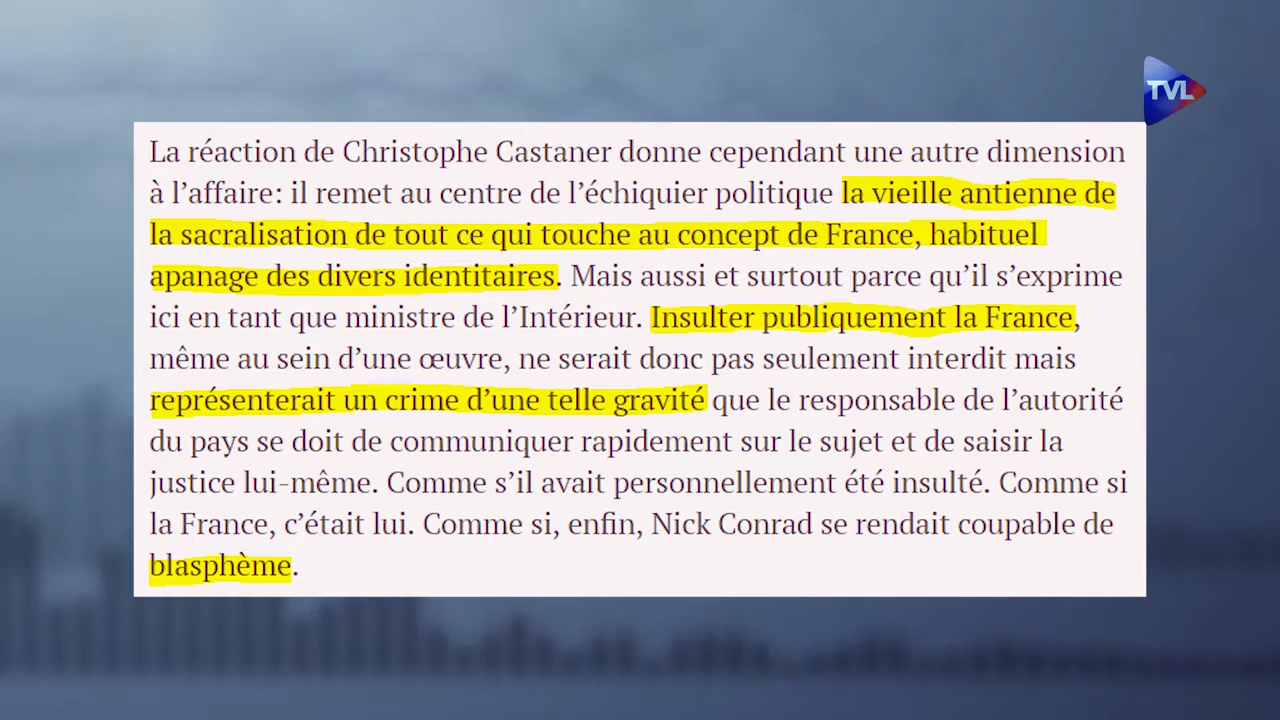 TVL
La réaction de Christophe Castaner donne cependant une autre dimension
à l’affaire: il remet au centre de l’échiquier politique la vieille antienne de
la sacralisation de tout ce qui touche au concept de France, habituel
apanage des divers identitaires. Mais aussi et surtout parce qu’il s’exprime
ici en tant que ministre de l’Intérieur. Insulter publiquement la France,
même au sein d’une œuvre, ne serait donc pas seulement interdit mais
représenterait un crime d’une telle gravité que le responsable de l’autorité
du pays se doit de communiquer rapidement sur le sujet et de saisir la
justice lui-même. Comme s’il avait personnellement été insulté. Comme si
la France, c’était lui. Comme si, enfin, Nick Conrad se rendait coupable de
blasphème.